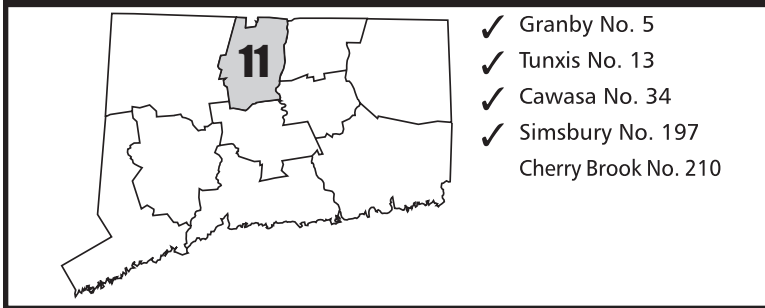 11
✓ Granby No. 5
✓ Tunxis No. 13
✓ Cawasa No. 34
✓ Simsbury No. 197
Cherry Brook No. 210